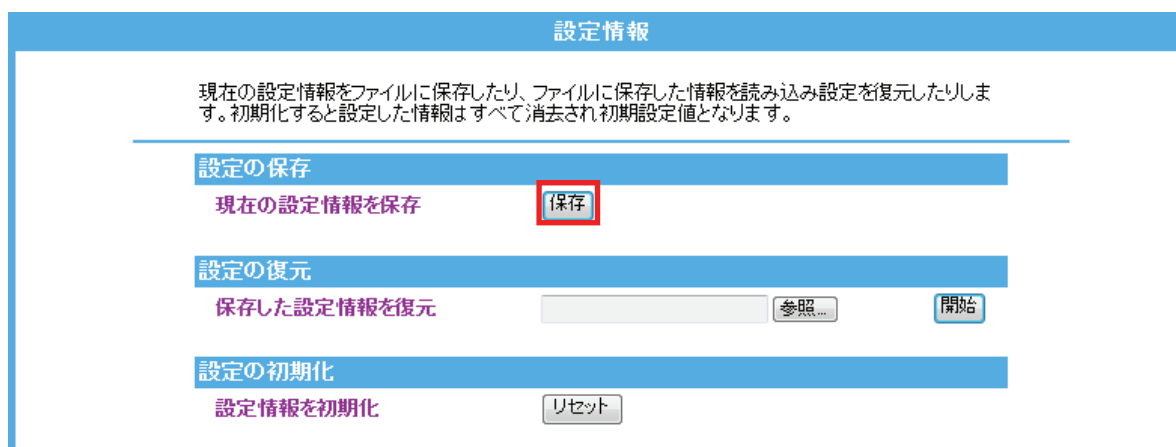 設定情報
現在の設定情報をファイルに保存したり、ファイルに保存した情報を読み込み設定を復元したりしま
す。初期化すると設定した情報はすべて消去され初期設定値となります。
設定の保存
現在の設定情報を保存 保存
設定の復元
保存した設定情報を復元 参照... 開始
設定の初期化
設定情報を初期化 リセット